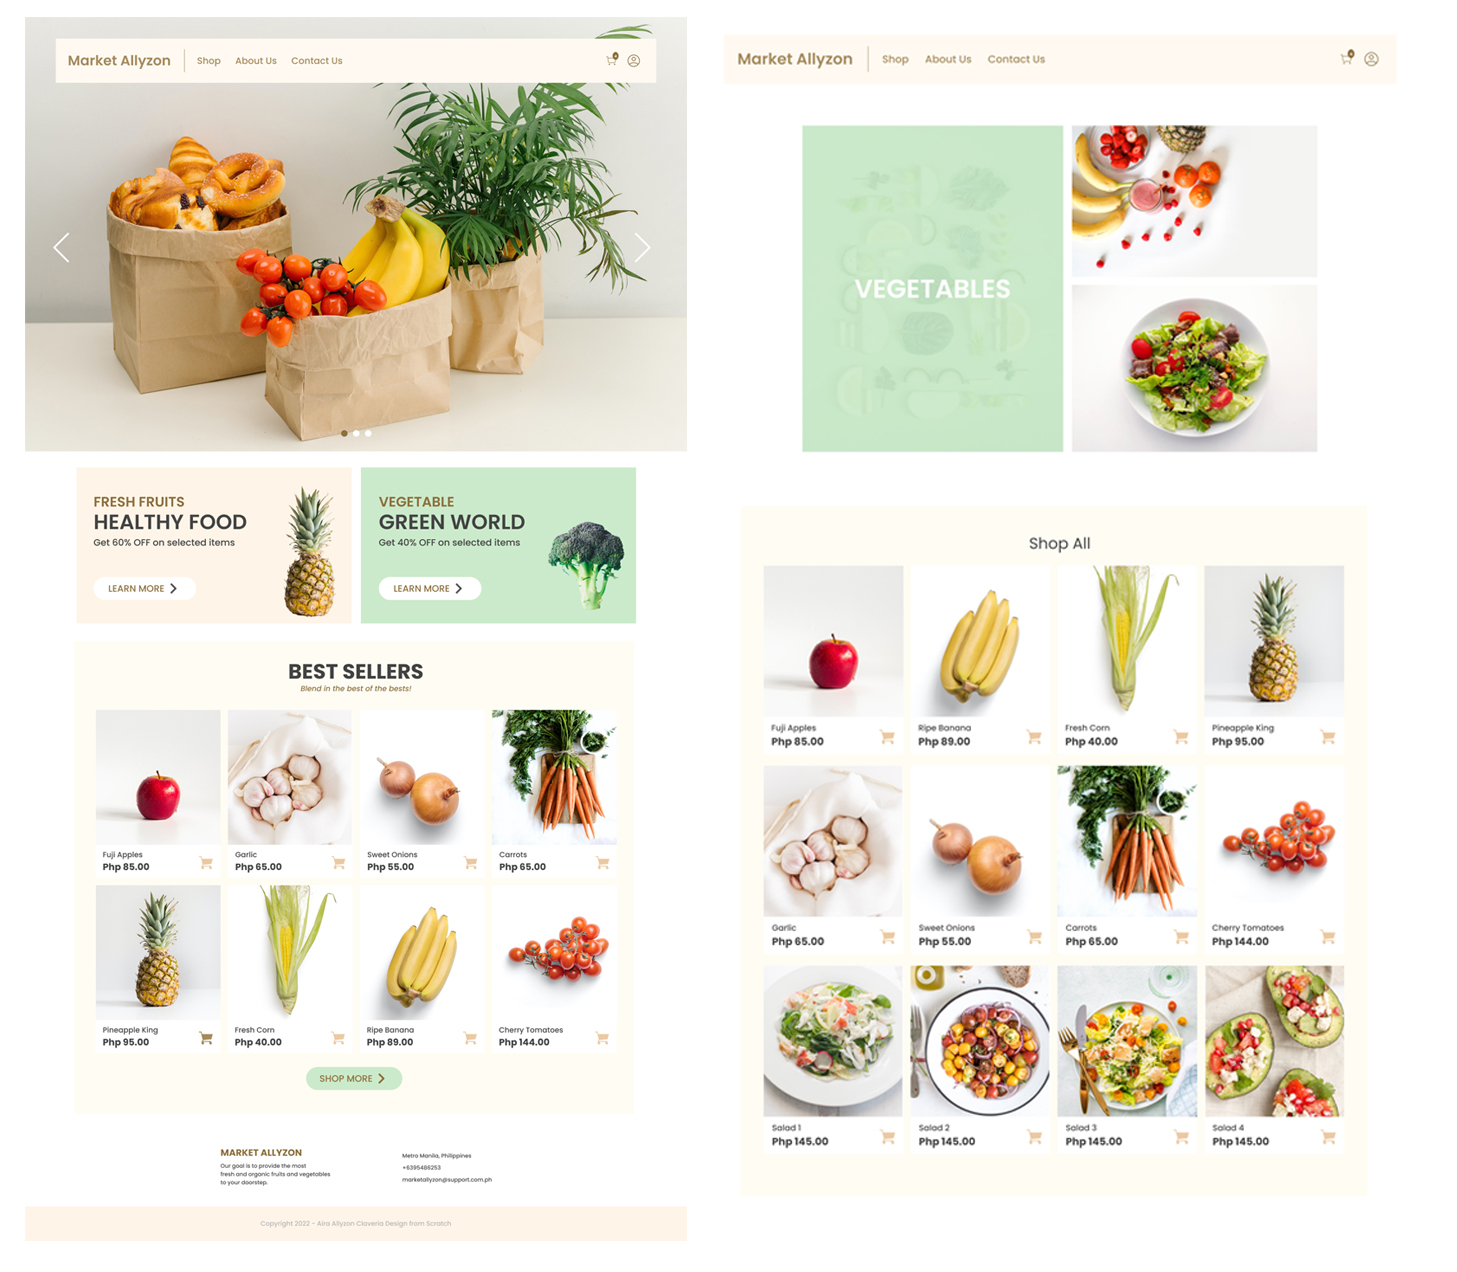 Market Allyzon
Shop
About Us
Contact Us
FRESH FRUITS
HEALTHY FOOD
Get 60% OFF on selected items
LEARN MORE
VEGETABLE
GREEN WORLD
Get 40% OFF on selected items
LEARN MORE
BEST SELLERS
Blend in the best of the bests!
Fuji Apples
Php 85.00
Garlic
Php 65.00
Sweet Onions
Php 55.00
Carrots
Php 65.00
Pineapple King
Php 95.00
Fresh Corn
Php 40.00
Ripe Banana
Php 89.00
Cherry Tomatoes
Php 144.00
SHOP MORE
MARKET ALLYZON
Our goal is to provide the most
fresh and organic fruits and vegetables
to your doorstep.
Metro Manila, Philippines
+6395486253
marketallyzon@support.com.ph
Copyright 2022 - Aira Allyzon Claveria Design from Scratch
Market Allyzon
Shop
About Us
Contact Us
VEGETABLES
Shop All
Fuji Apples
Php 85.00
Ripe Banana
Php 89.00
Fresh Corn
Php 40.00
Pineapple King
Php 95.00
Garlic
Php 65.00
Sweet Onions
Php 55.00
Carrots
Php 65.00
Cherry Tomatoes
Php 144.00
Salad 1
Php 145.00
Salad 2
Php 145.00
Salad 3
Php 145.00
Salad 4
Php 145.00